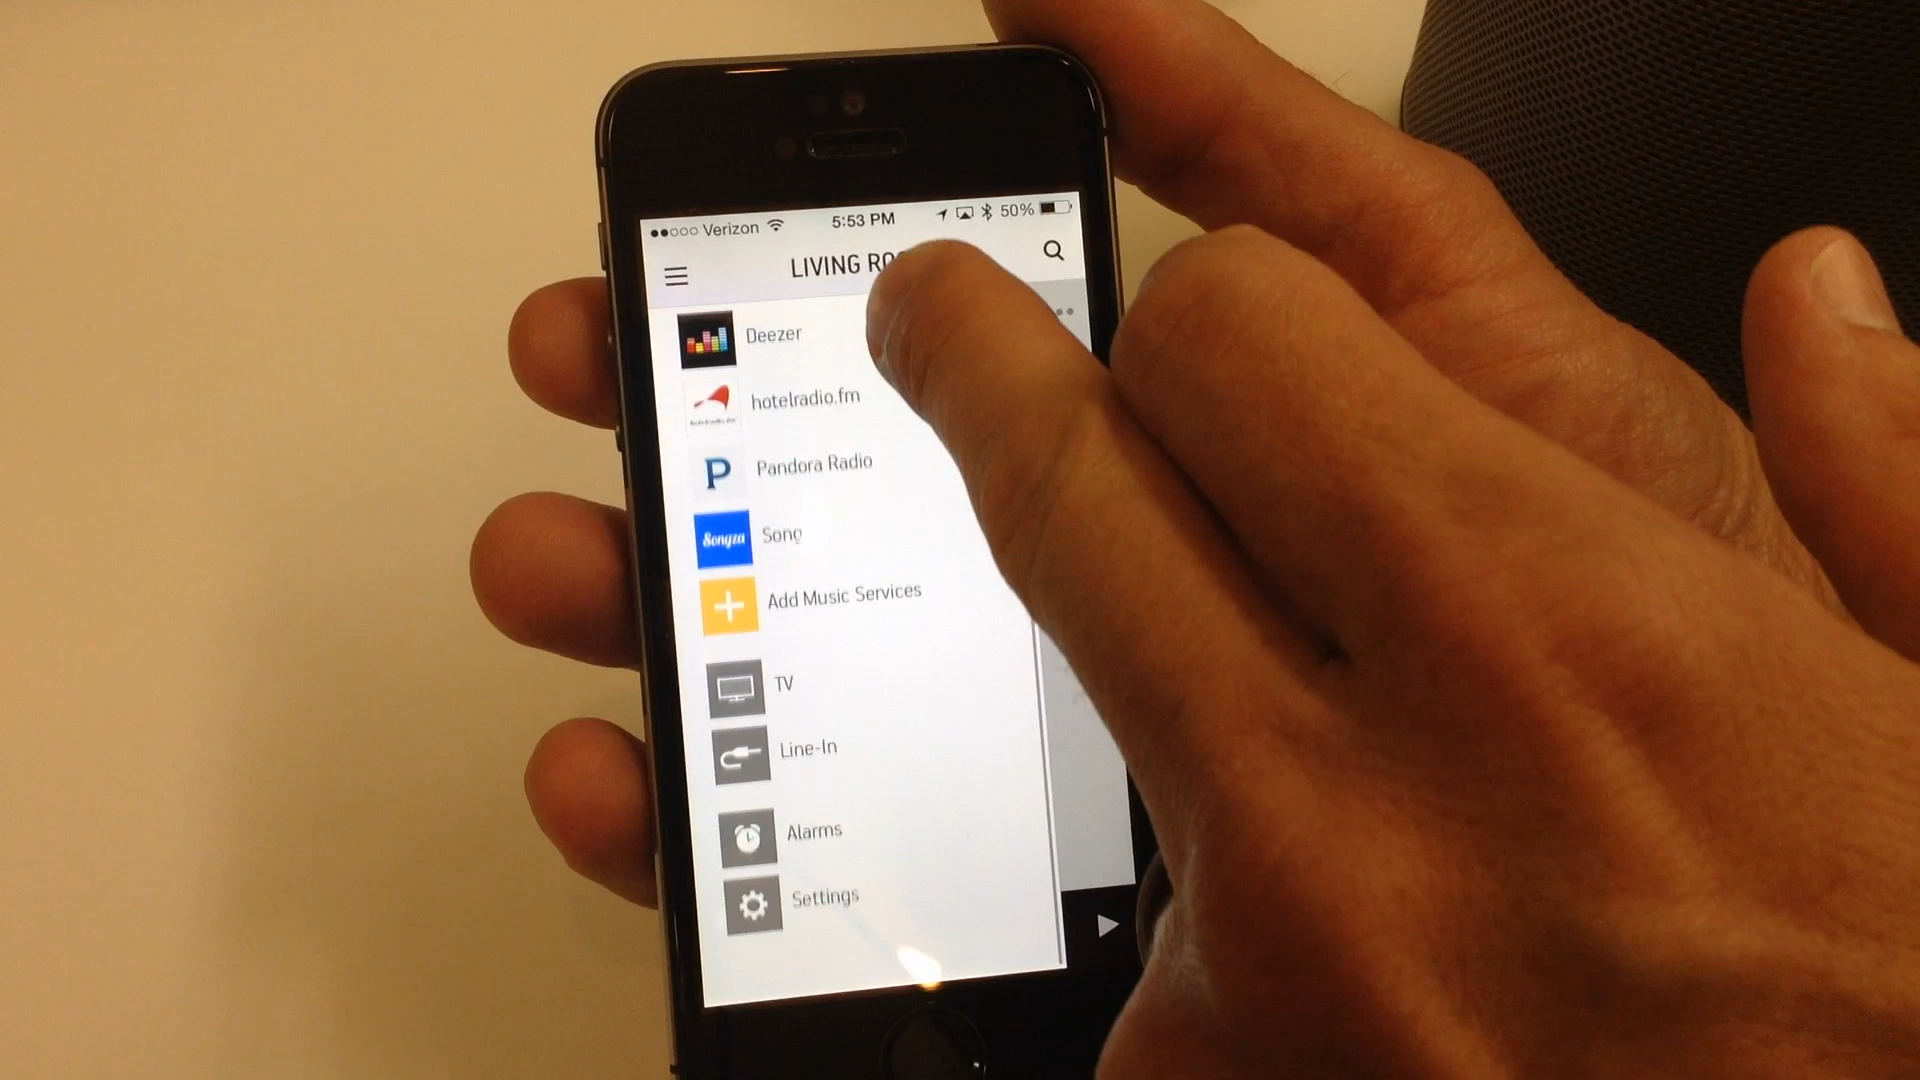 Verizon 5:53 PM 50%
LIVING RO
Deezer
hotelradio.fm
Pandora Radio
P
Songza Song
Add Music Services
TV
Line-In
Alarms
Settings